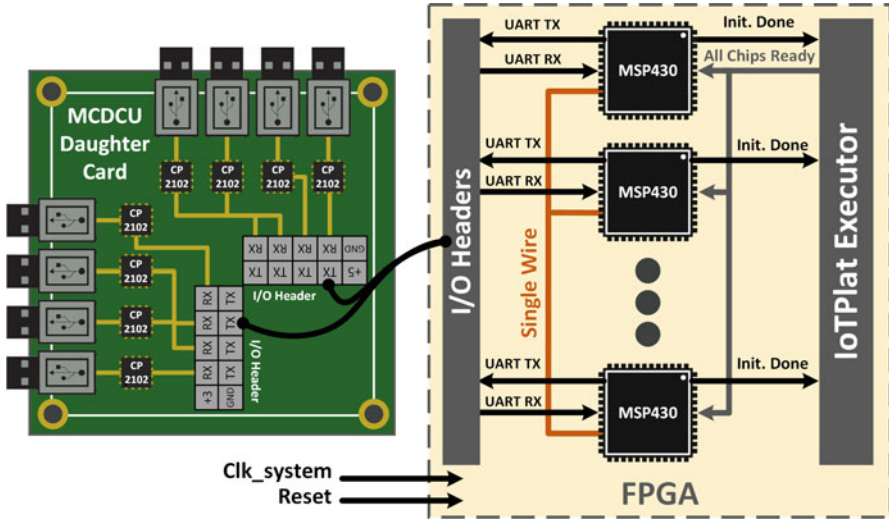 MCDCU
Daughter
Card
CP
2102
CP
2102
CP
2102
CP
2102
CP
2102
CP
2102
CP
2102
CP
2102
RX RX RX RX GND
TX TX TX TX +5
I/O Header
RX TX
RX TX
RX TX
RX TX
+3 GND
I/O Header
Clk_system
Reset
I/O Headers
UART TX
UART RX
MSP430
Init. Done
All Chips Ready
UART TX
UART RX
MSP430
Init. Done
Single Wire
UART TX
UART RX
MSP430
Init. Done
IoTPlat Executor
FPGA